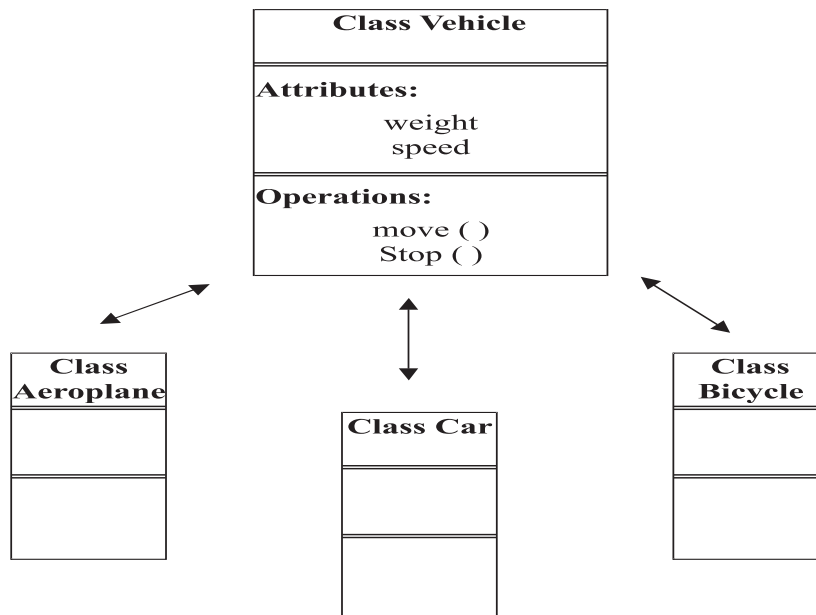 Class Vehicle
Attributes:
weight
speed
Operations:
move ( )
Stop ( )
Class
Aeroplane
Class Car
Class
Bicycle